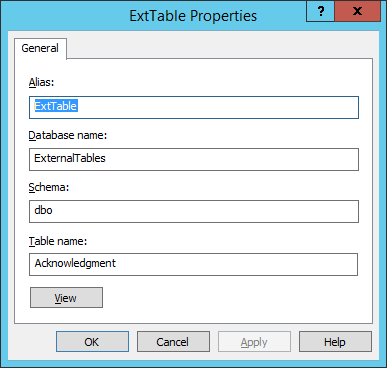 ExtTable Properties
?
General
Alias:
ExtTable
Database name:
ExternalTables
Schema:
dbo
Table name:
Acknowledgment
View
OK Cancel Apply Help